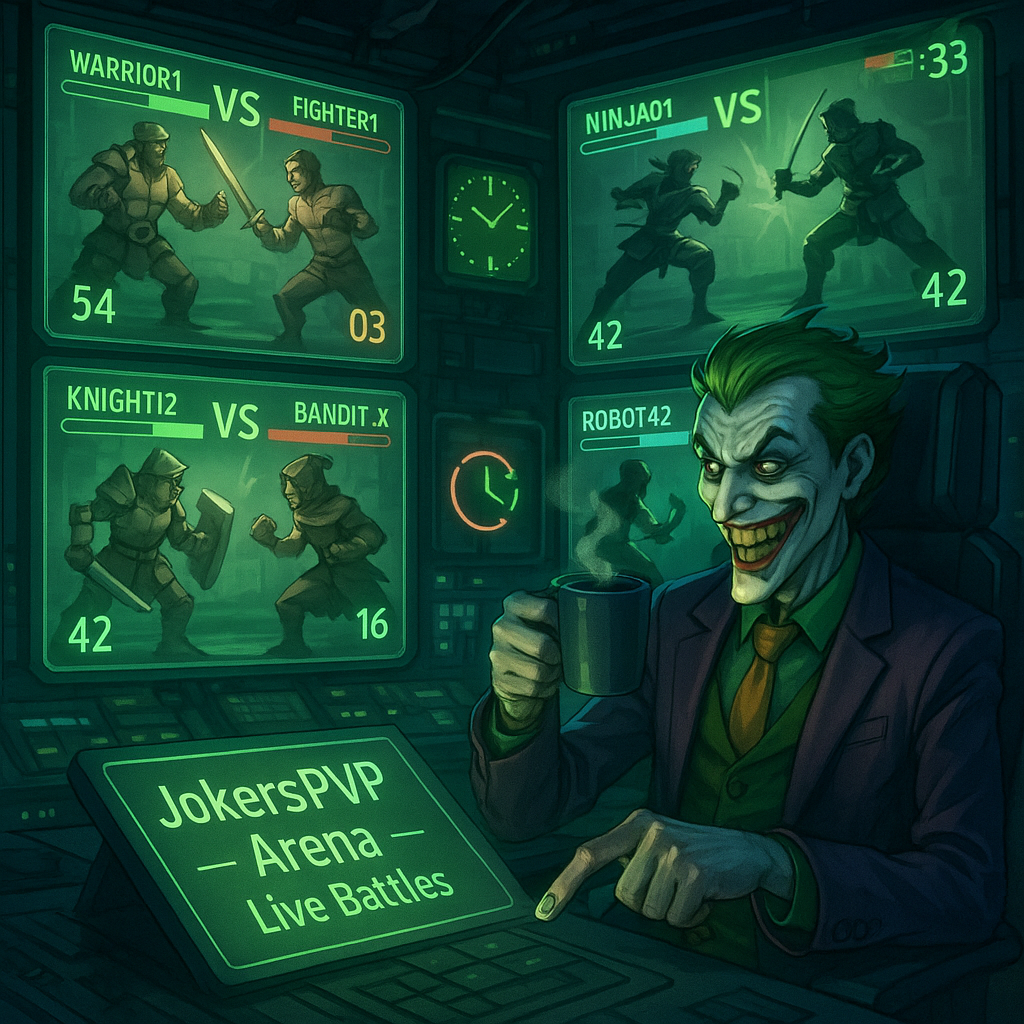 WARRIOR1 VS FIGHTER1
54 03
NINJA01 VS :33
42 42
KNIGHTI2 VS BANDIT.X
42 16
ROBOT42
JokersPVP
— Arena —
Live Battles